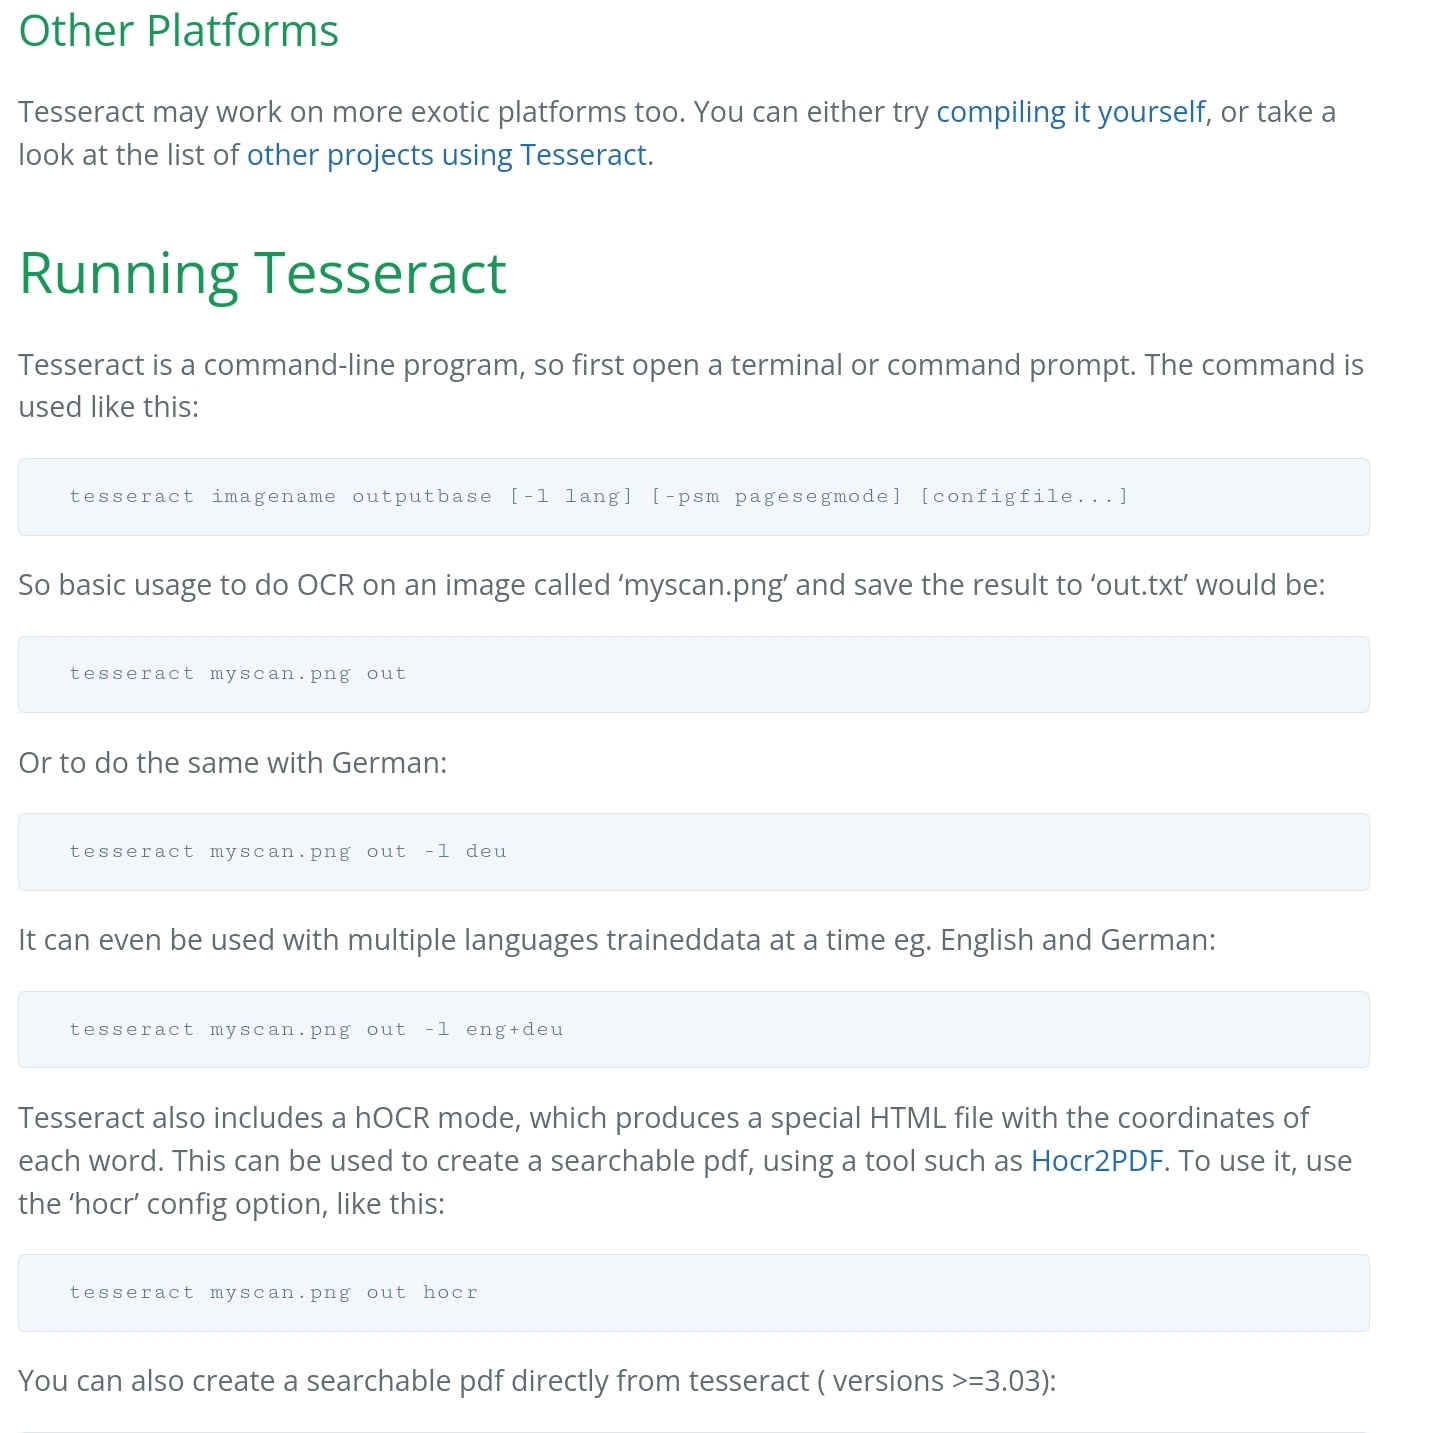 Other Platforms
Tesseract may work on more exotic platforms too. You can either try compiling it yourself, or take a
look at the list of other projects using Tesseract.
Running Tesseract
Tesseract is a command-line program, so first open a terminal or command prompt. The command is
used like this:
tesseract imagename outputbase [-l lang] [-psm pagesegmode] [configfile...]
So basic usage to do OCR on an image called ‘myscan.png’ and save the result to ‘out.txt’ would be:
tesseract myscan.png out
Or to do the same with German:
tesseract myscan.png out -l deu
It can even be used with multiple languages traineddata at a time eg. English and German:
tesseract myscan.png out -l eng+deu
Tesseract also includes a hOCR mode, which produces a special HTML file with the coordinates of
each word. This can be used to create a searchable pdf, using a tool such as Hocr2PDF. To use it, use
the ‘hocr’ config option, like this:
tesseract myscan.png out hocr
You can also create a searchable pdf directly from tesseract ( versions >=3.03):